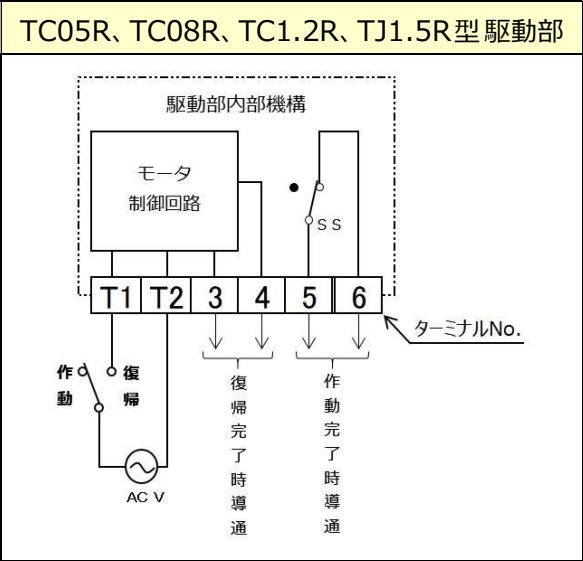 TC05R、TC08R、TC1.2R、TJ1.5R型 駆動部
駆動部内部機構
モータ
制御回路
SS
T1 T2 3 4 5 6
ターミナルNo.
作動
復帰
AC V
復帰完了時導通
作動完了時導通